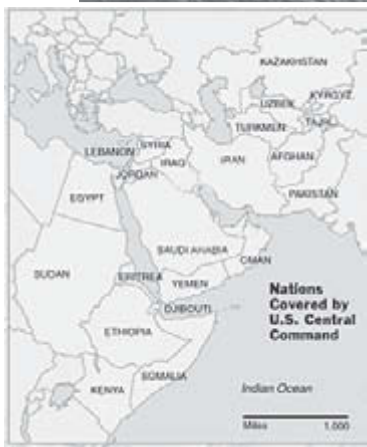 KAZAKHSTAN
KYRGYZ
UZBEK
TURKMEN
TAJIK
SYRIA
LEBANON
IRAQ
IRAN
AFGHAN
JORDAN
EGYPT
PAKISTAN
SAUDI ARABIA
OMAN
SUDAN
ERITREA
YEMEN
DJIBOUTI
ETHIOPIA
SOMALIA
KENYA
Nations
Covered by
U.S. Central
Command
Indian Ocean
Miles 1,000